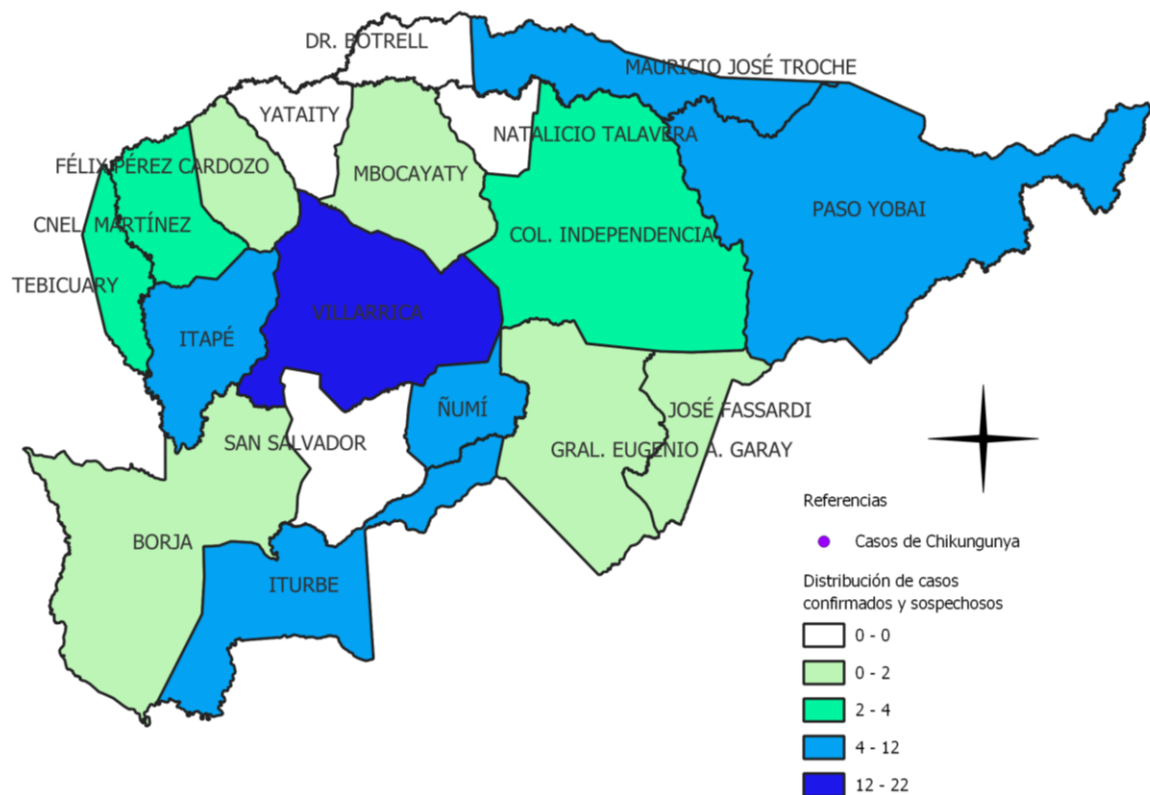 DR. BOTRELL
MAURICIO JOSÉ TROCHE
YATAITY
NATALICIO TALAVERA
FÉLIX PÉREZ CARDOZO
MBOCAYATY
PASO YOBAI
CNEL. MARTÍNEZ
COL. INDEPENDENCIA
TEBICUARY
VILLARRICA
ITAPÉ
ÑUMÍ
JOSÉ FASSARDI
SAN SALVADOR
GRAL. EUGENIO A. GARAY
BORJA
ITURBE
Referencias
Casos de Chikungunya
Distribución de casos
confirmados y sospechosos
0 - 0
0 - 2
2 - 4
4 - 12
12 - 22